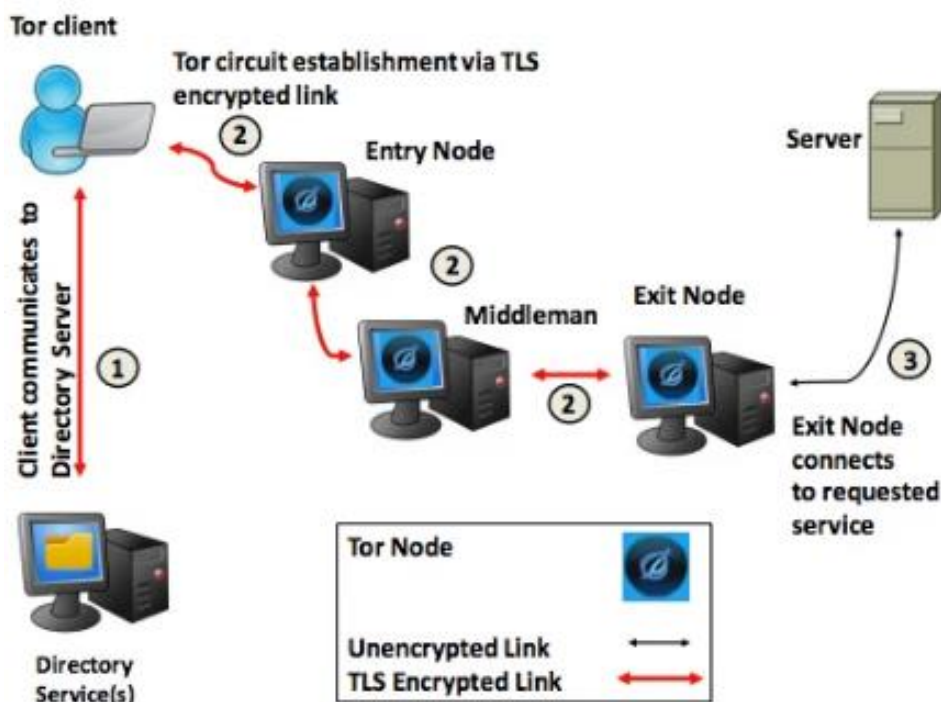 Tor client
Tor circuit establishment via TLS
encrypted link
2
Entry Node
Server
Client communicates to
Directory Server
1
2
Middleman
Exit Node
2
3
Exit Node
connects
to requested
service
Directory
Service(s)
Tor Node
Unencrypted Link
TLS Encrypted Link